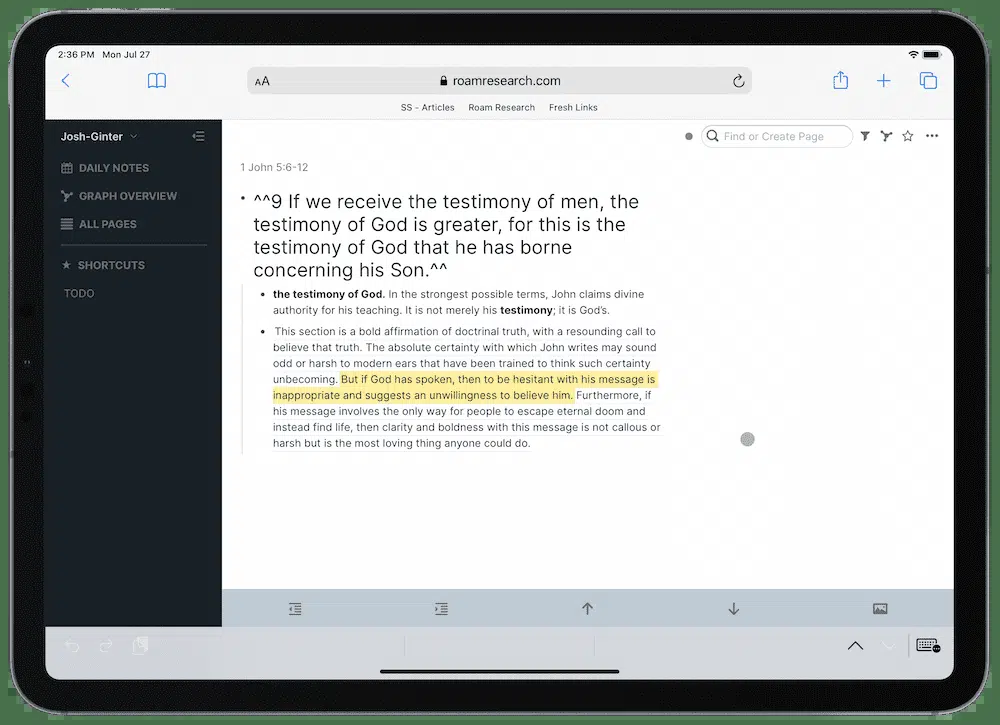 2:36 PM Mon Jul 27
AA
roamresearch.com
SS - Articles Roam Research Fresh Links
Josh-Ginter
Find or Create Page
DAILY NOTES
GRAPH OVERVIEW
ALL PAGES
SHORTCUTS
TODO
1 John 5:6-12
^^9 If we receive the testimony of men, the
testimony of God is greater, for this is the
testimony of God that he has borne
concerning his Son.^^
the testimony of God. In the strongest possible terms, John claims divine
authority for his teaching. It is not merely his testimony; it is God's.
This section is a bold affirmation of doctrinal truth, with a resounding call to
believe that truth. The absolute certainty with which John writes may sound
odd or harsh to modern ears that have been trained to think such certainty
unbecoming. But if God has spoken, then to be hesitant with his message is
inappropriate and suggests an unwillingness to believe him. Furthermore, if
his message involves the only way for people to escape eternal doom and
instead find life, then clarity and boldness with this message is not callous or
harsh but is the most loving thing anyone could do.